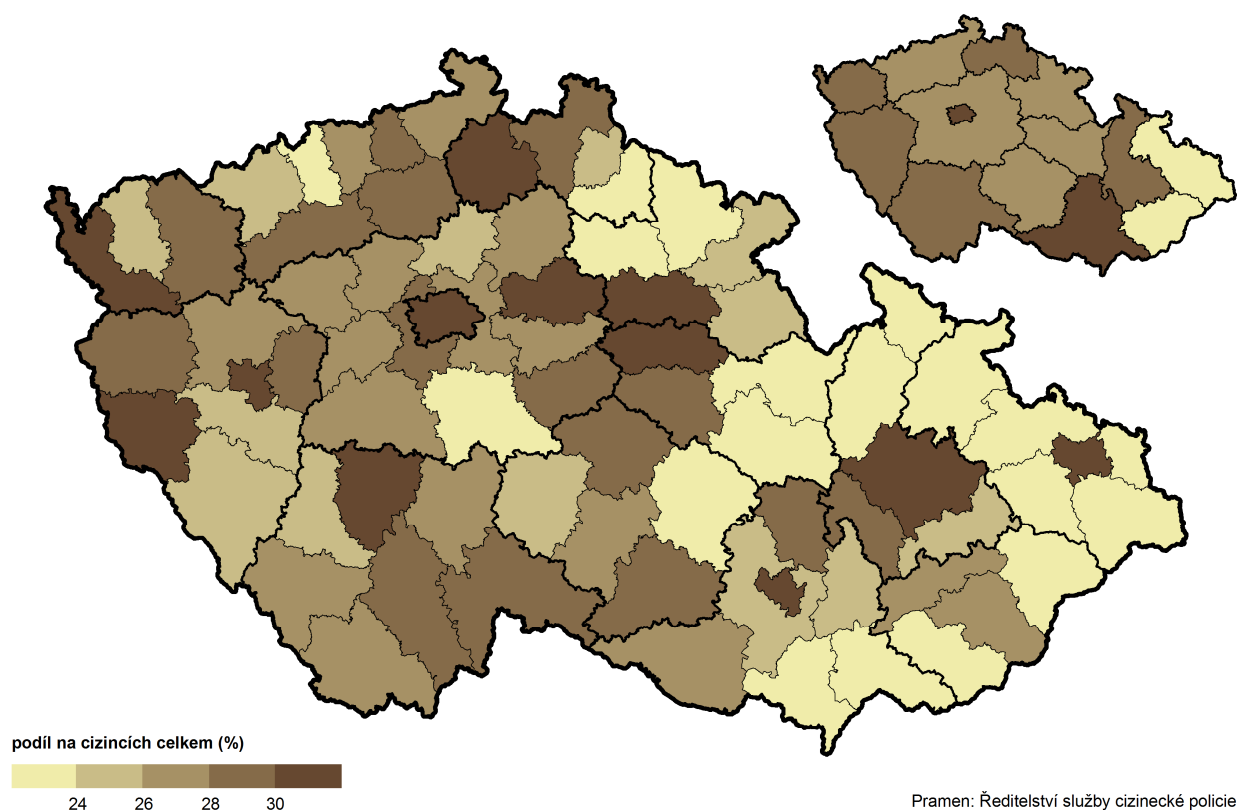 podíl na cizincích celkem (%)
24 26 28 30
Pramen: Ředitelství služby cizinecké policie